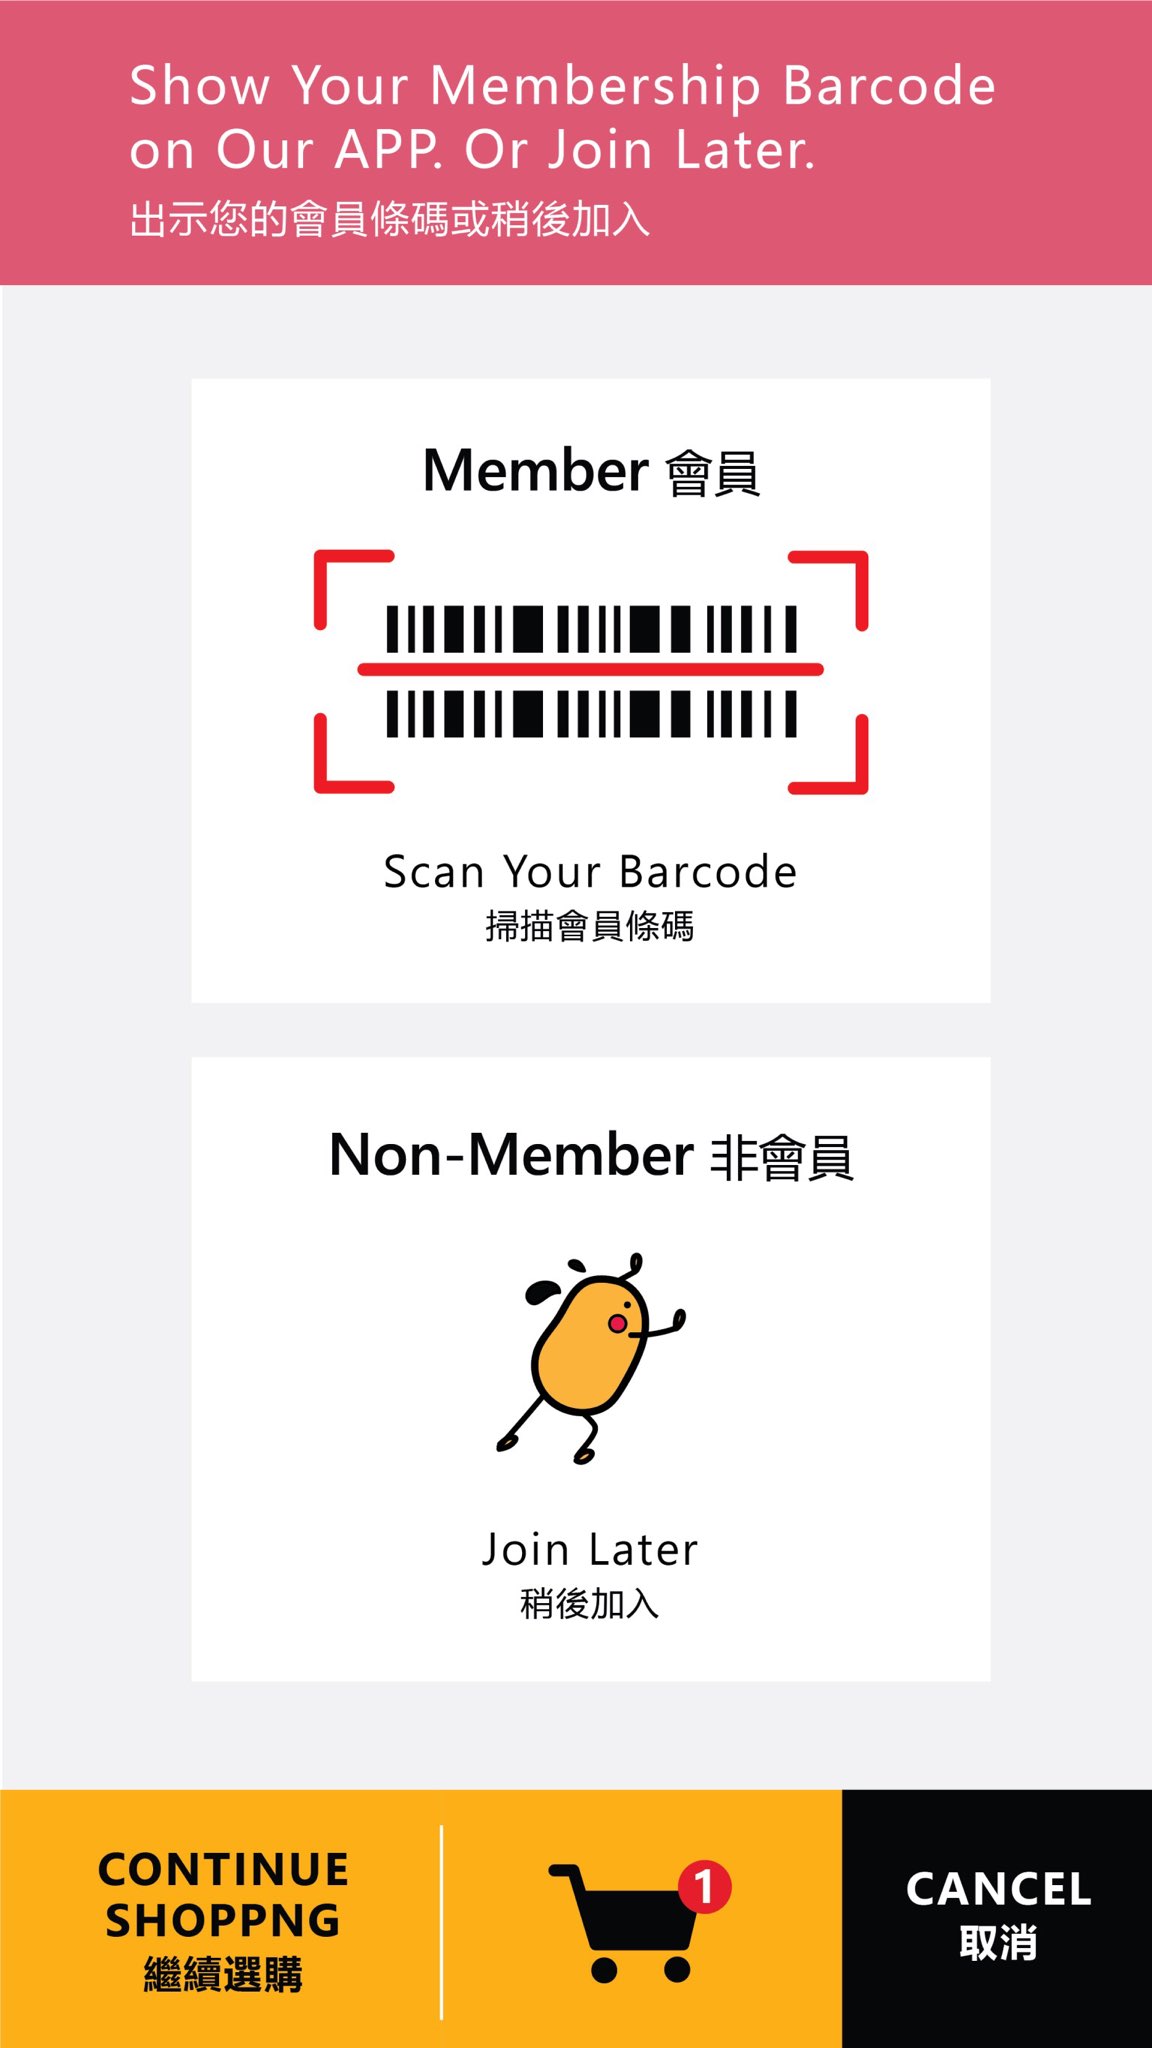 Show Your Membership Barcode
on Our APP. Or Join Later.
出示您的會員條碼或稍後加入
Member 會員
Scan Your Barcode
掃描會員條碼
Non-Member 非會員
Join Later
稍後加入
CONTINUE
SHOPPNG
繼續選購
1
CANCEL
取消